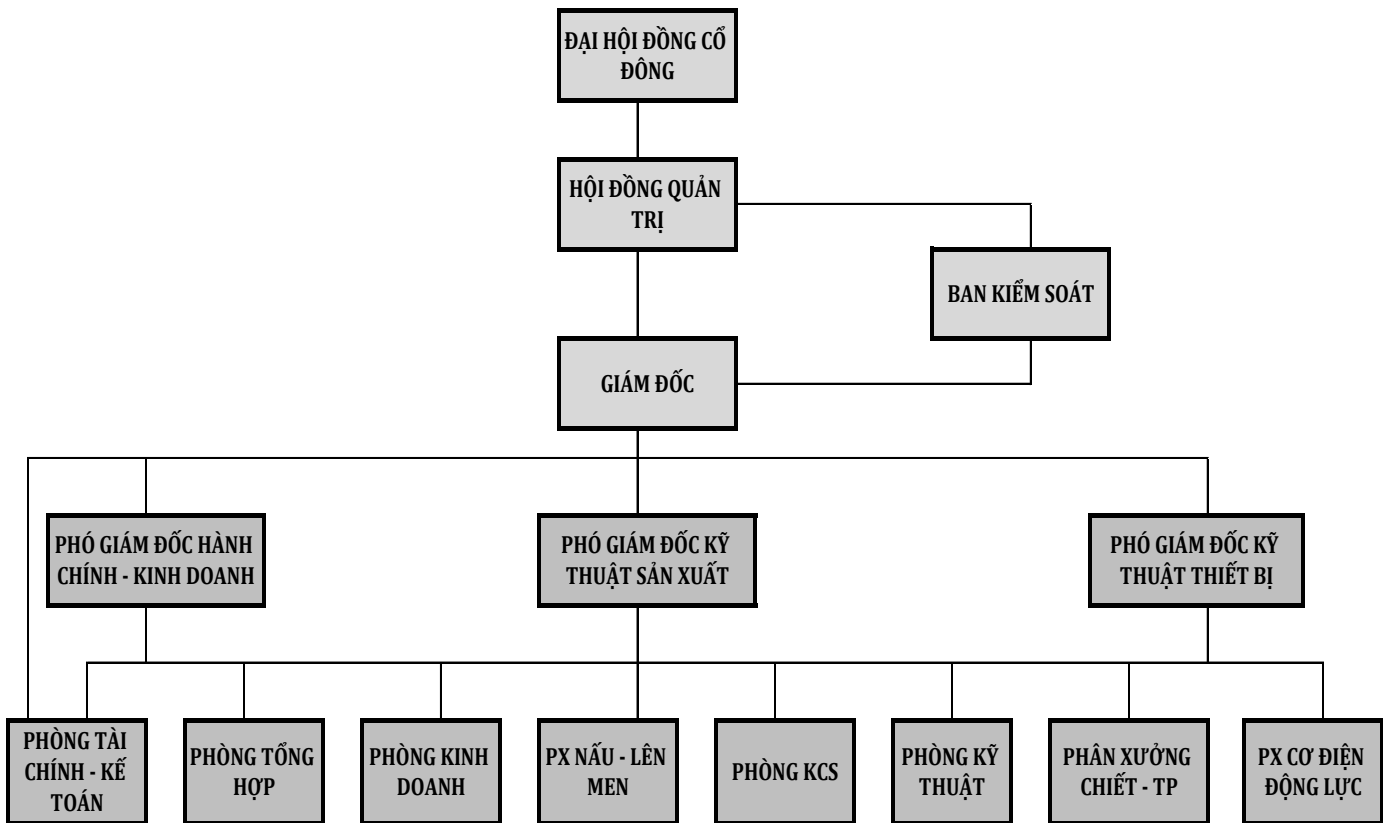 ĐẠI HỘI ĐỒNG CỔ
ĐÔNG
HỘI ĐỒNG QUẢN
TRỊ
BAN KIỂM SOÁT
GIÁM ĐỐC
PHÓ GIÁM ĐỐC HÀNH
CHÍNH - KINH DOANH
PHÓ GIÁM ĐỐC KỸ
THUẬT SẢN XUẤT
PHÓ GIÁM ĐỐC KỸ
THUẬT THIẾT BỊ
PHÒNG TÀI
CHÍNH - KẾ
TOÁN
PHÒNG TỔNG
HỢP
PHÒNG KINH
DOANH
PX NẤU - LÊN
MEN
PHÒNG KCS
PHÒNG KỸ
THUẬT
PHÂN XƯỞNG
CHIẾT - TP
PX CƠ ĐIỆN
ĐỘNG LỰC